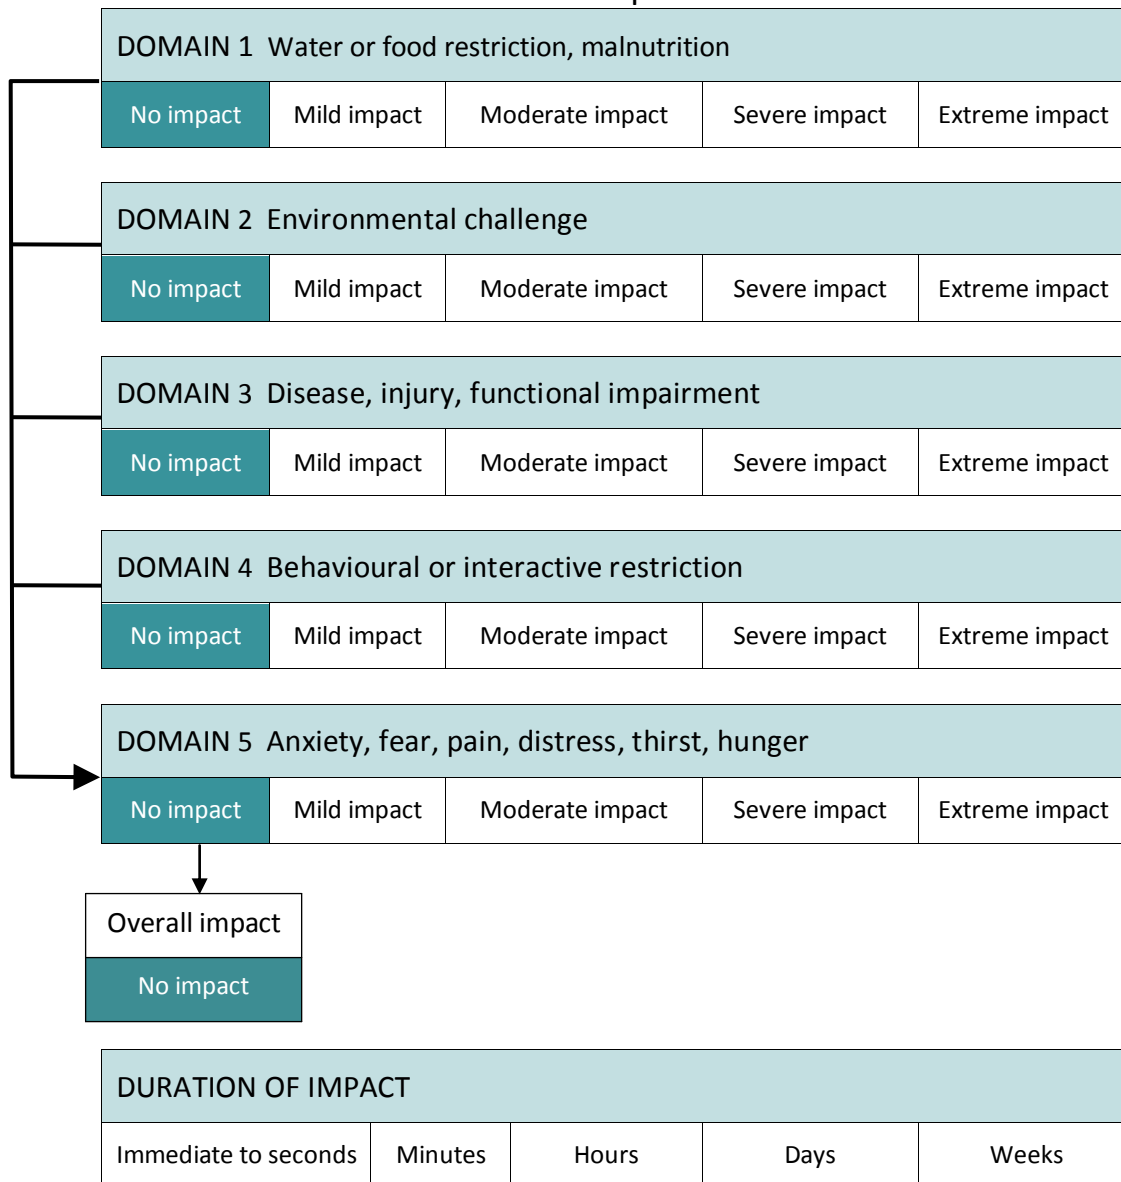 DOMAIN 1 Water or food restriction, malnutrition
No impact Mild impact Moderate impact Severe impact Extreme impact
DOMAIN 2 Environmental challenge
No impact Mild impact Moderate impact Severe impact Extreme impact
DOMAIN 3 Disease, injury, functional impairment
No impact Mild impact Moderate impact Severe impact Extreme impact
DOMAIN 4 Behavioural or interactive restriction
No impact Mild impact Moderate impact Severe impact Extreme impact
DOMAIN 5 Anxiety, fear, pain, distress, thirst, hunger
No impact Mild impact Moderate impact Severe impact Extreme impact
Overall impact
No impact
DURATION OF IMPACT
Immediate to seconds Minutes Hours Days Weeks